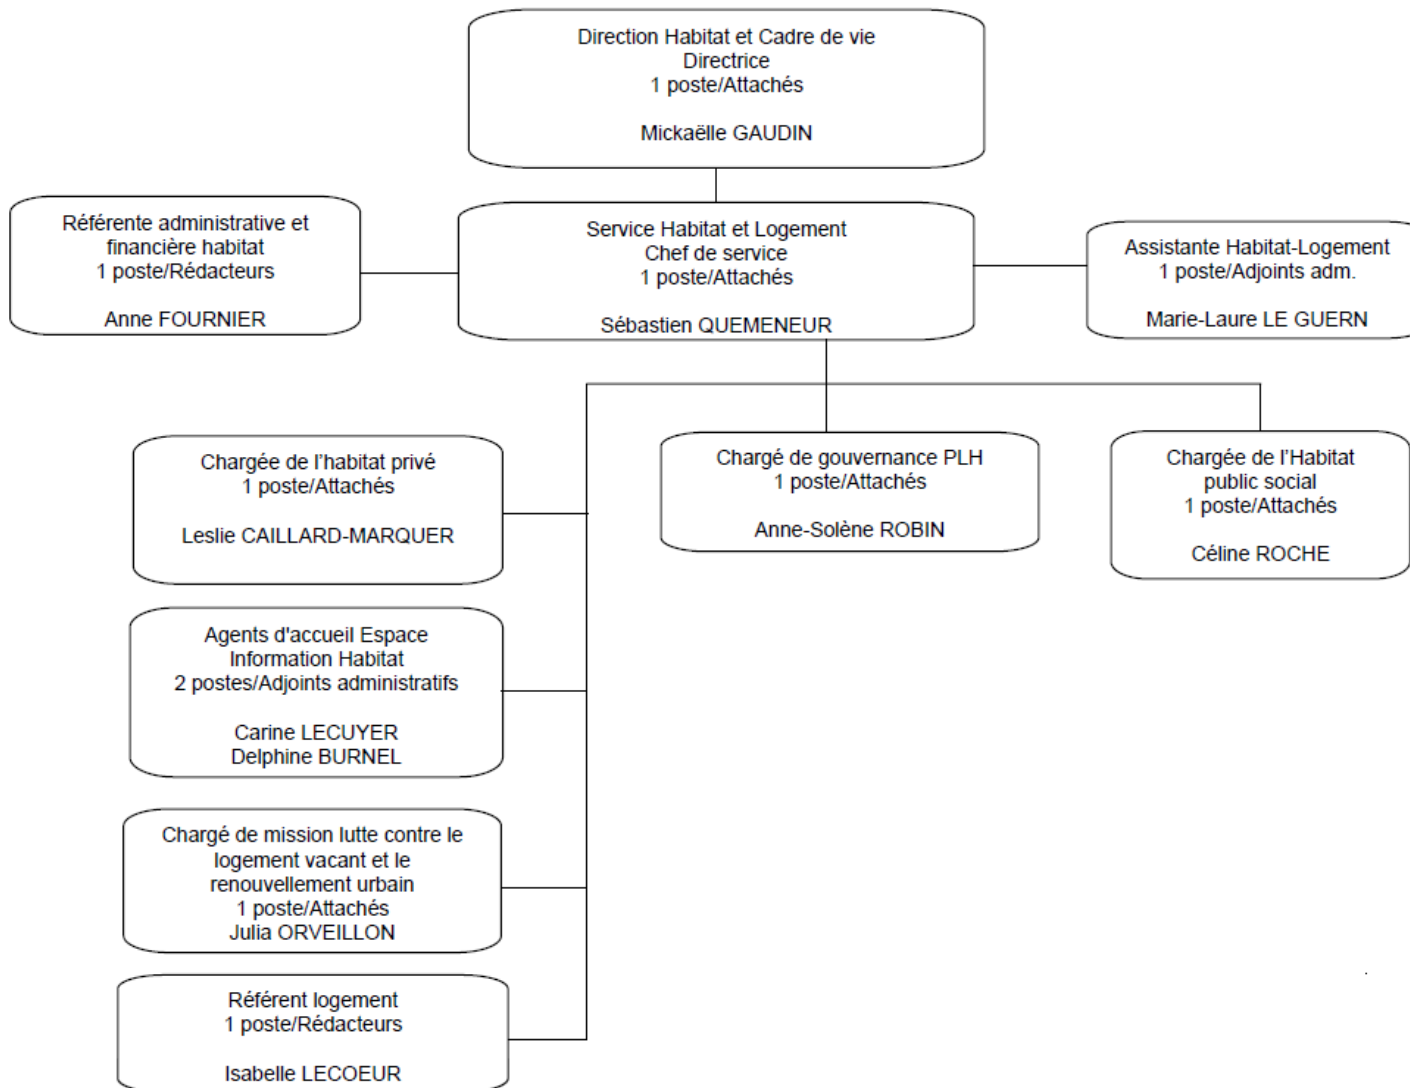 Direction Habitat et Cadre de vie
Directrice
1 poste/Attachés
Mickaëlle GAUDIN
Référente administrative et
financière habitat
1 poste/Rédacteurs
Anne FOURNIER
Service Habitat et Logement
Chef de service
1 poste/Attachés
Sébastien QUEMENEUR
Assistante Habitat-Logement
1 poste/Adjoints adm.
Marie-Laure LE GUERN
Chargée de l’habitat privé
1 poste/Attachés
Leslie CAILLARD-MARQUER
Chargé de gouvernance PLH
1 poste/Attachés
Anne-Solène ROBIN
Chargée de l’Habitat
public social
1 poste/Attachés
Céline ROCHE
Agents d'accueil Espace
Information Habitat
2 postes/Adjoints administratifs
Carine LECUYER
Delphine BURNEL
Chargé de mission lutte contre le
logement vacant et le
renouvellement urbain
1 poste/Attachés
Julia ORVEILLON
Référent logement
1 poste/Rédacteurs
Isabelle LECOEUR